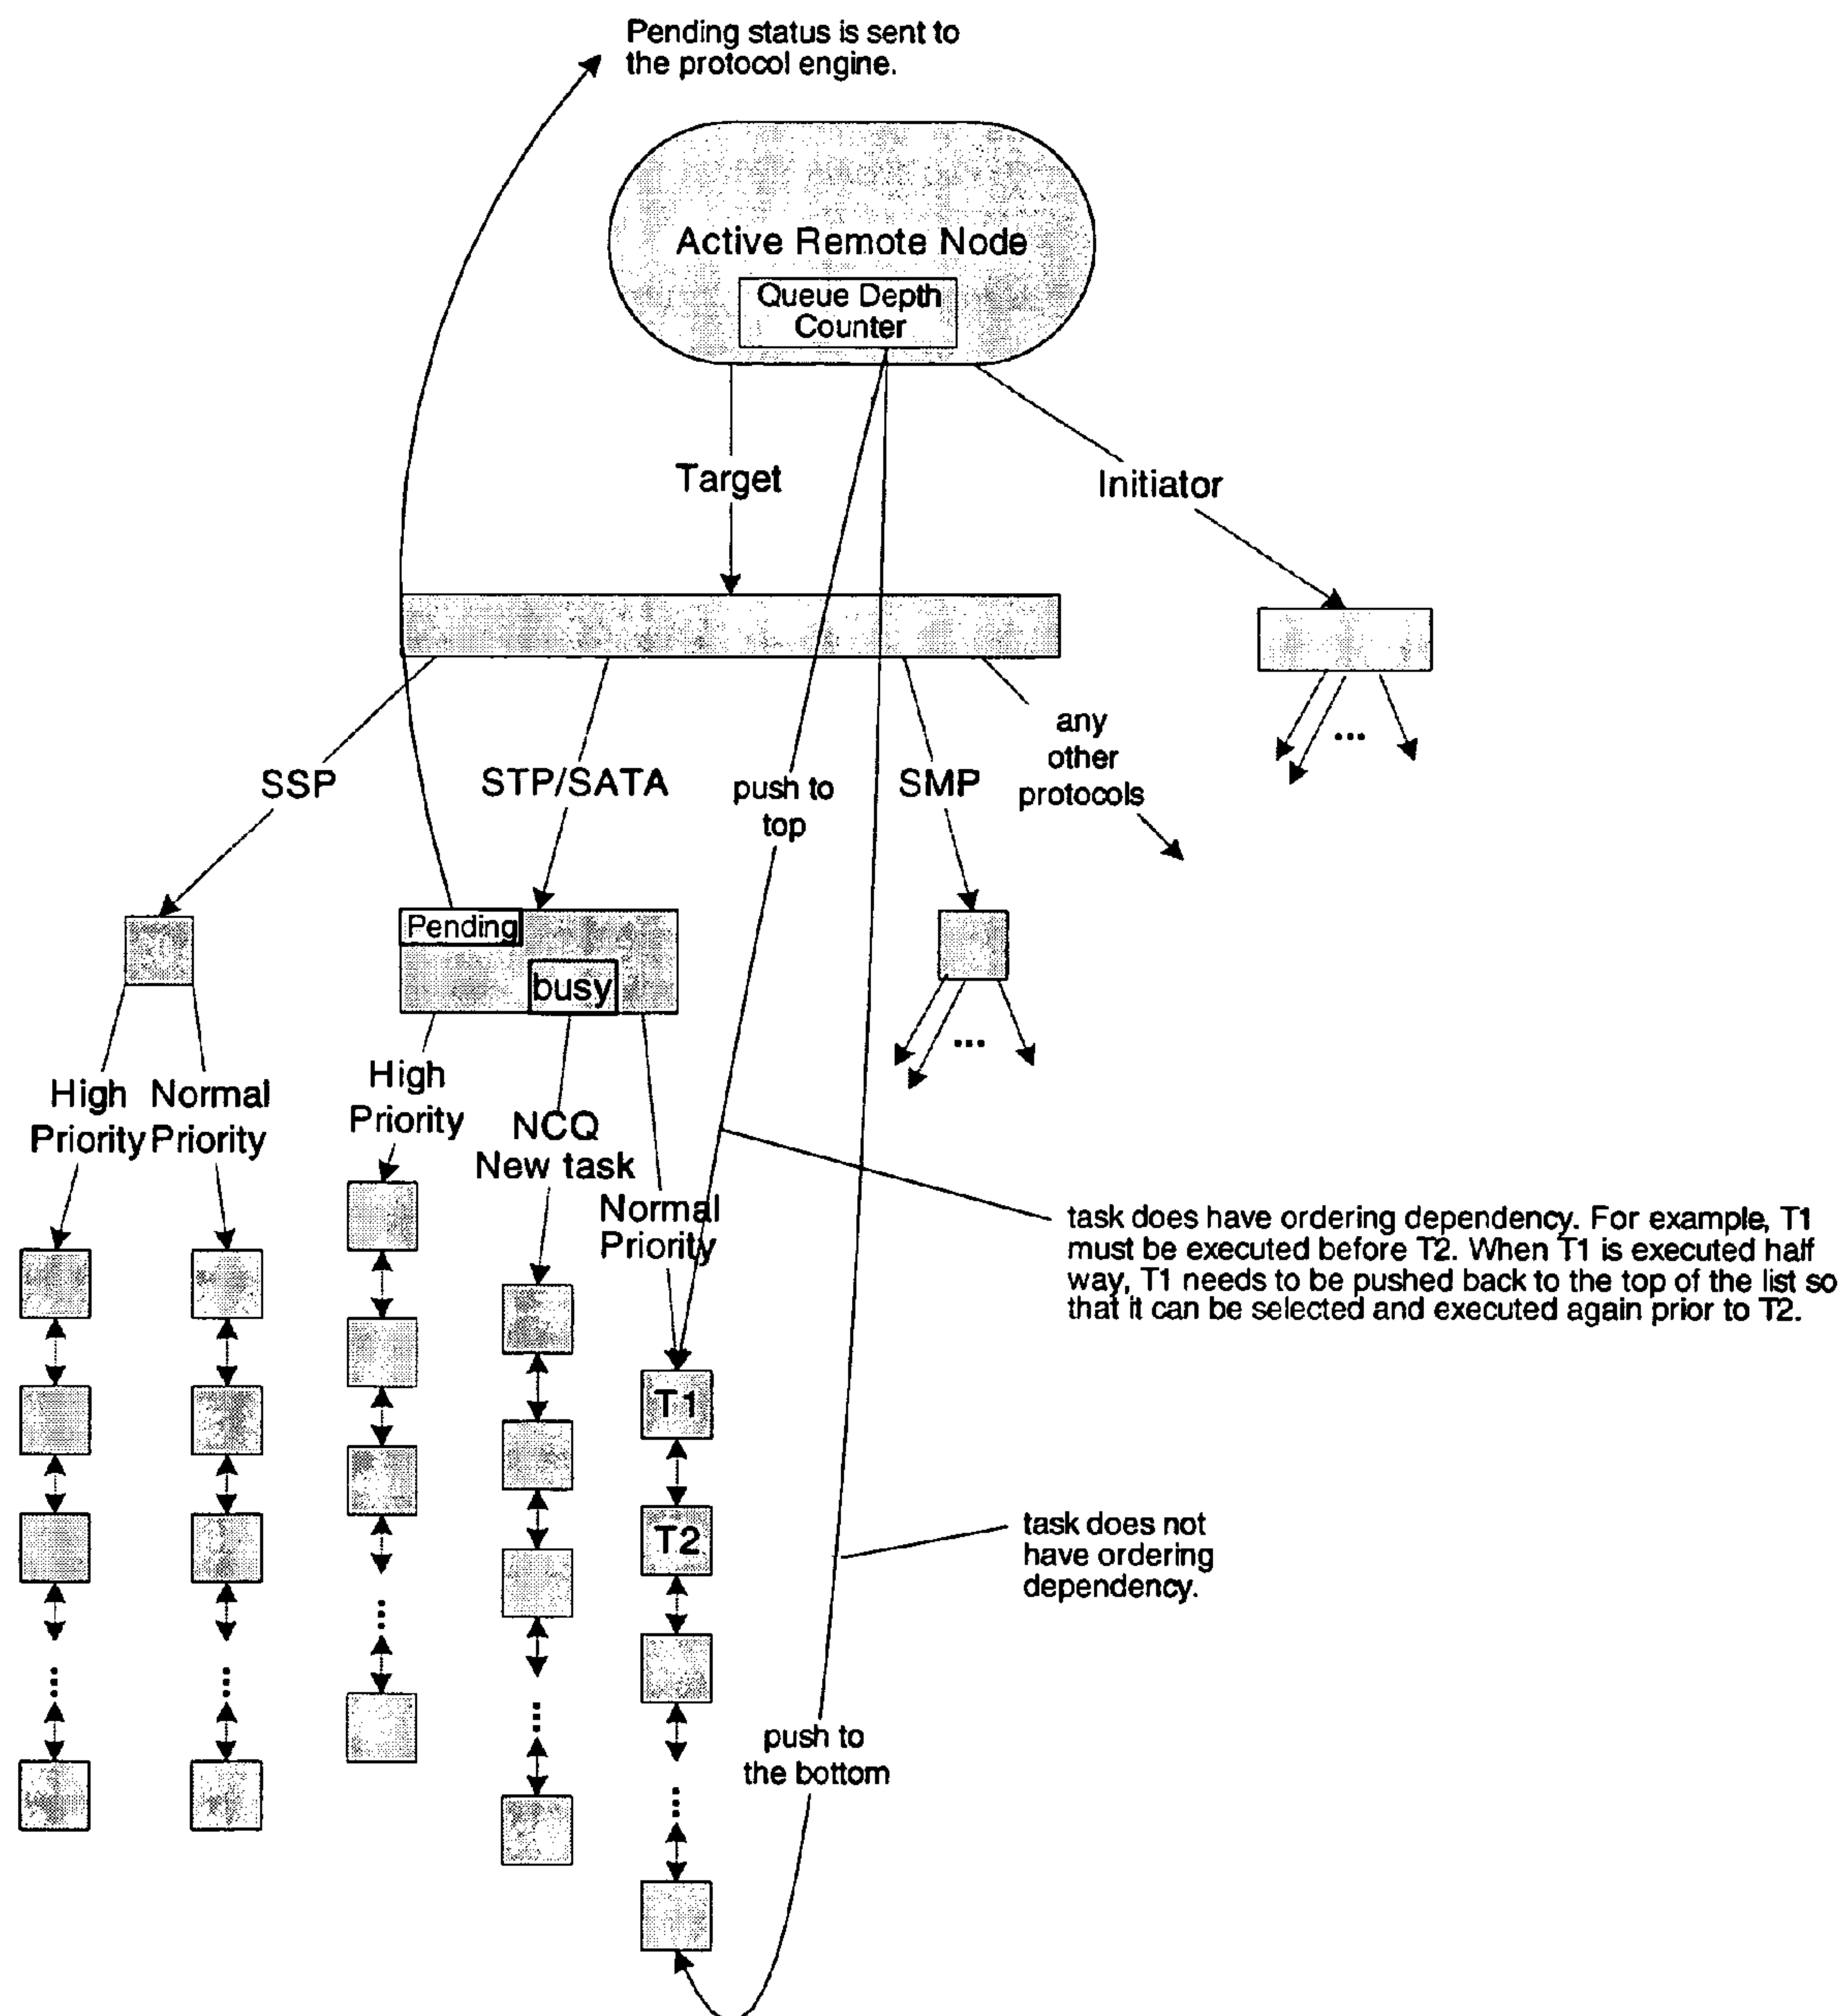 Pending status is sent to
the protocol engine.
Active Remote Node
Queue Depth
Counter
Target
Initiator
SSP
STP/SATA
push to
top
SMP
any
other
protocols
...
Pending
busy
...
High
Priority
Normal
Priority
High
Priority
NCQ
New task
Normal
Priority
task does have ordering dependency. For example, T1
must be executed before T2. When T1 is executed half
way, T1 needs to be pushed back to the top of the list so
that it can be selected and executed again prior to T2.
T1
T2
task does not
have ordering
dependency.
...
...
...
...
...
push to
the bottom